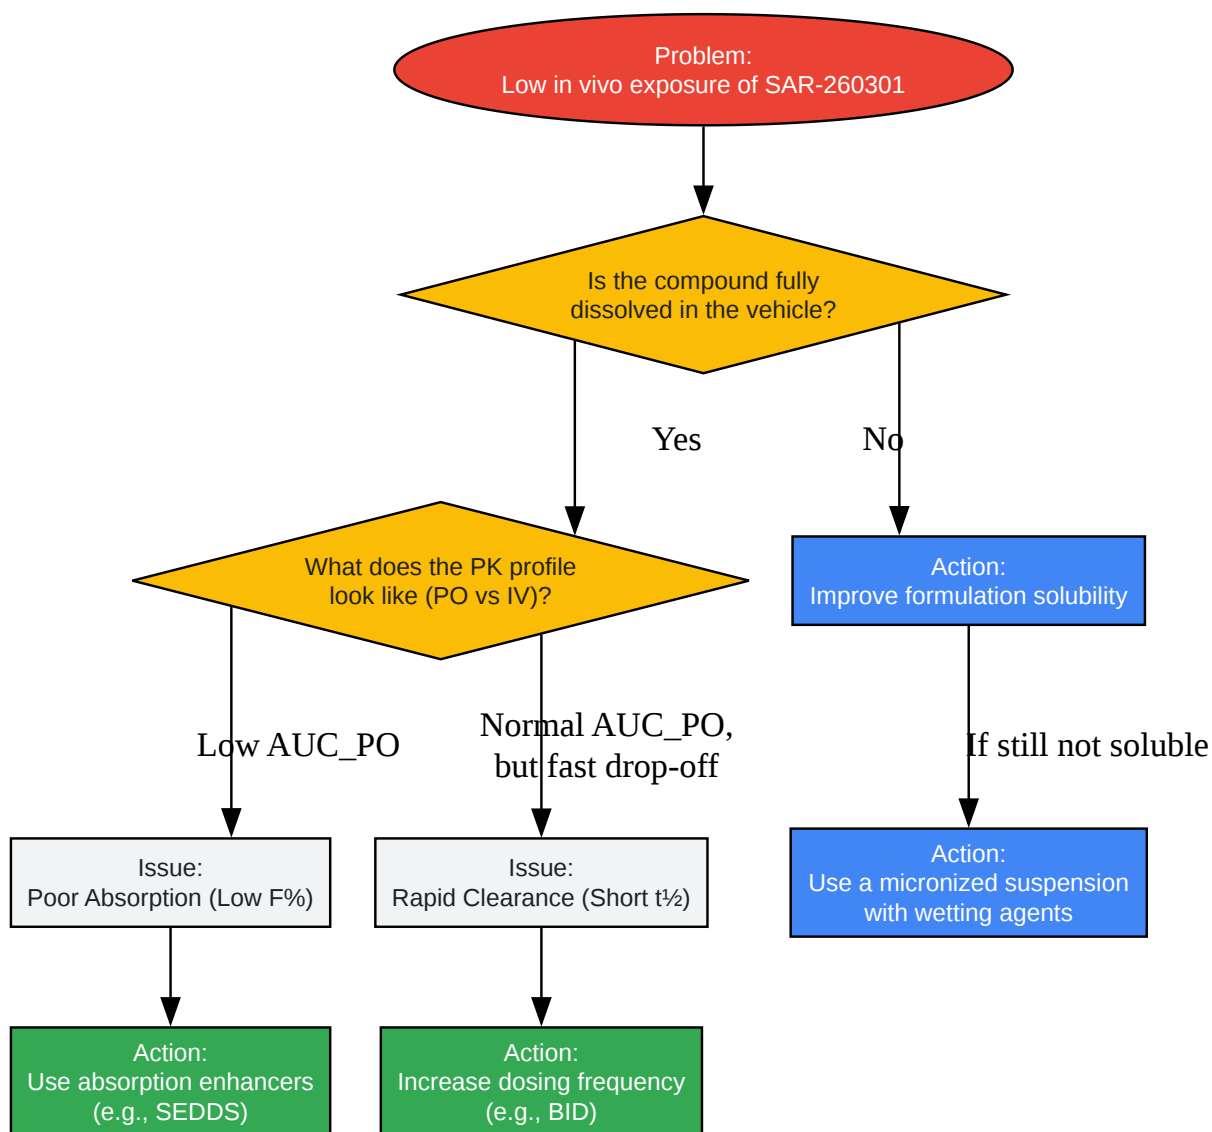 Problem:
Low in vivo exposure of SAR-260301
Is the compound fully
dissolved in the vehicle?
Yes
No
What does the PK profile
look like (PO vs IV)?
Action:
Improve formulation solubility
Low AUC_PO
Normal AUC_PO,
but fast drop-off
If still not soluble
Issue:
Poor Absorption (Low F%)
Issue:
Rapid Clearance (Short t½)
Action:
Use a micronized suspension
with wetting agents
Action:
Use absorption enhancers
(e.g., SEDDS)
Action:
Increase dosing frequency
(e.g., BID)